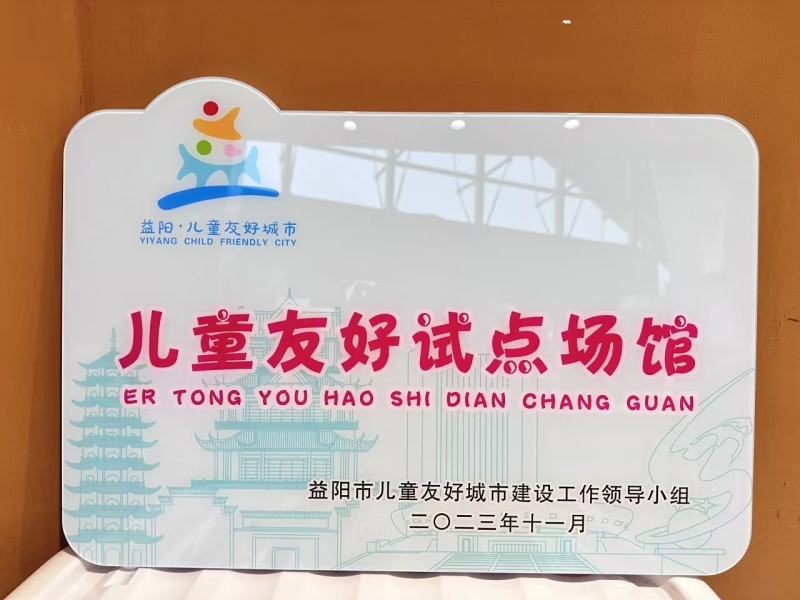 益阳·儿童友好城市
YIYANG CHILD FRIENDLY CITY
儿童友好试点场馆
ER TONG YOU HAO SHI DIAN CHANG GUAN
益阳市儿童友好城市建设工作领导小组
二〇二三年十一月